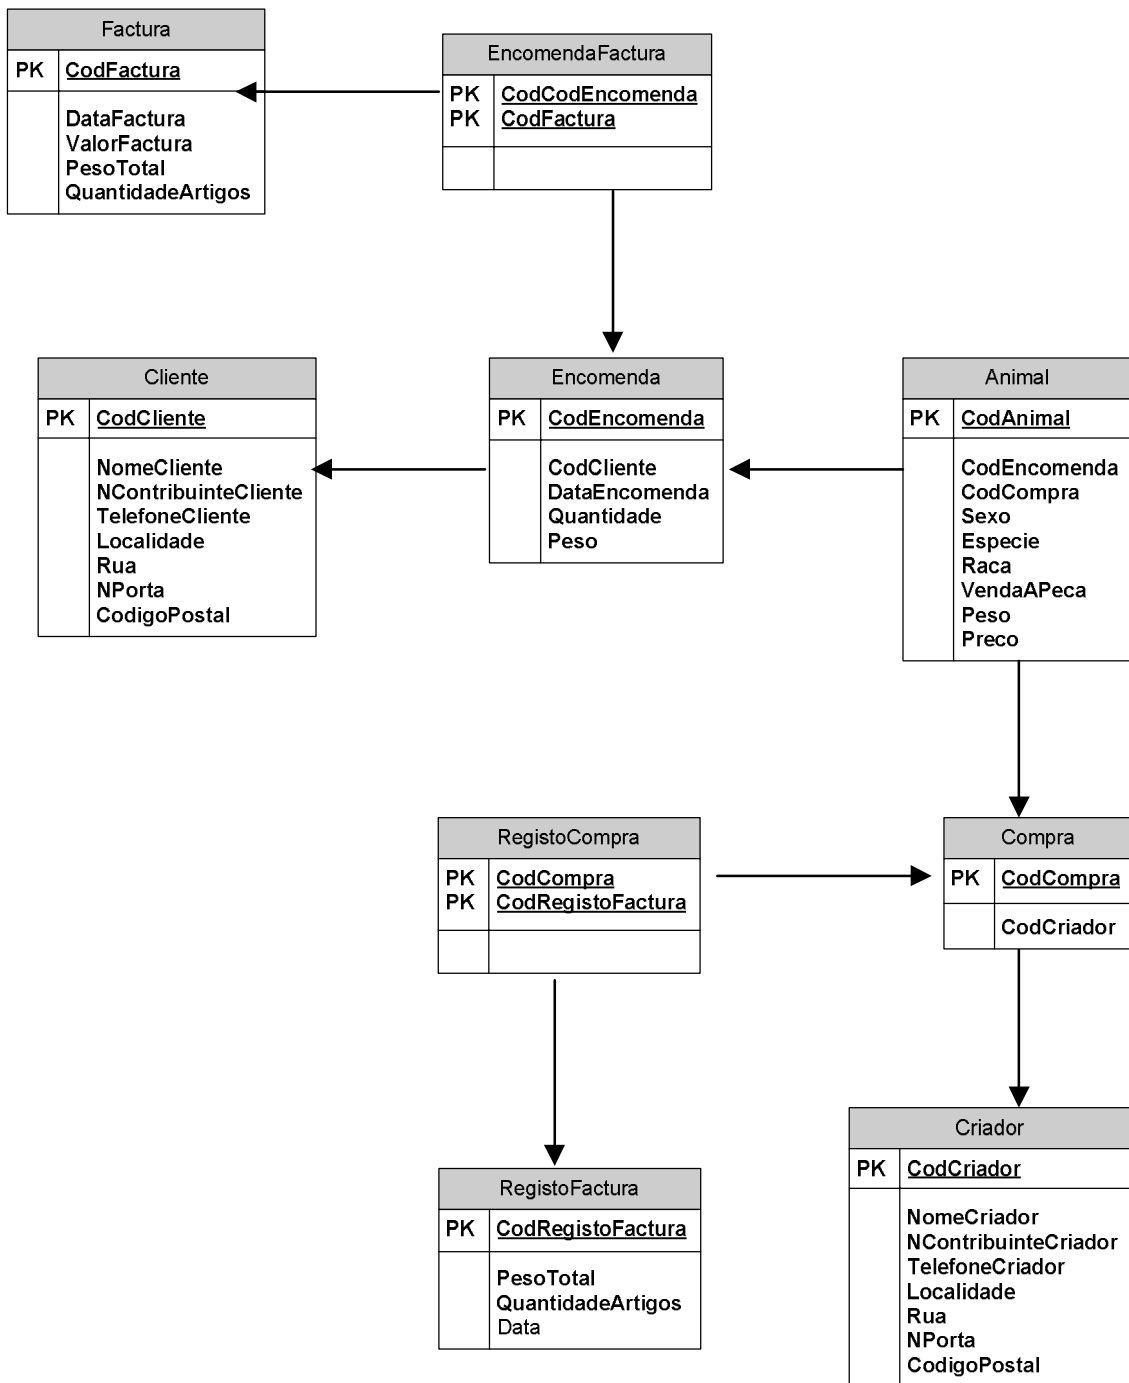 Factura
PK CodFactura
DataFactura
ValorFactura
PesoTotal
QuantidadeArtigos
EncomendaFactura
PK CodCodEncomenda
PK CodFactura
Cliente
PK CodCliente
NomeCliente
NContribuinteCliente
TelefoneCliente
Localidade
Rua
NPorta
CodigoPostal
Encomenda
PK CodEncomenda
CodCliente
DataEncomenda
Quantidade
Peso
Animal
PK CodAnimal
CodEncomenda
CodCompra
Sexo
Especie
Raca
VendaAPeca
Peso
Preco
RegistoCompra
PK CodCompra
PK CodRegistoFactura
Compra
PK CodCompra
CodCriador
RegistoFactura
PK CodRegistoFactura
PesoTotal
QuantidadeArtigos
Data
Criador
PK CodCriador
NomeCriador
NContribuinteCriador
TelefoneCriador
Localidade
Rua
NPorta
CodigoPostal